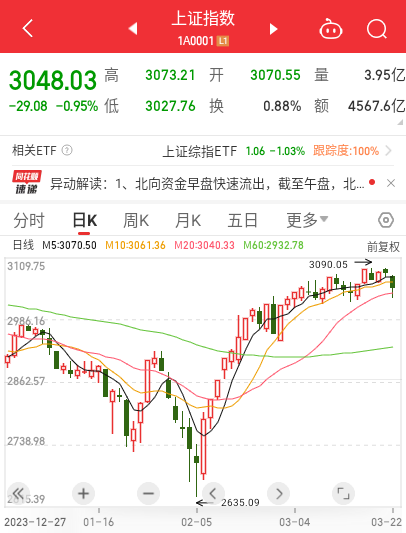 上证指数
1A0001 L1
3048.03 高 3073.21 开 3070.55 量 3.95亿
-29.08 -0.95% 低 3027.76 换 0.88% 额 4567.6亿
相关ETF ? 上证综指ETF 1.06 -1.03% 跟踪度:100%
同花顺 速递 异动解读：1、北向资金早盘快速流出，截至午盘，北...
分时 日K 周K 月K 五日 更多
日线 M5:3070.50 M10:3061.36 M20:3040.33 M60:2932.78 前复权
3109.75
3090.05
2986.16
2862.57
2738.98
2635.09
2023-12-27 01-16 02-05 03-04 03-22